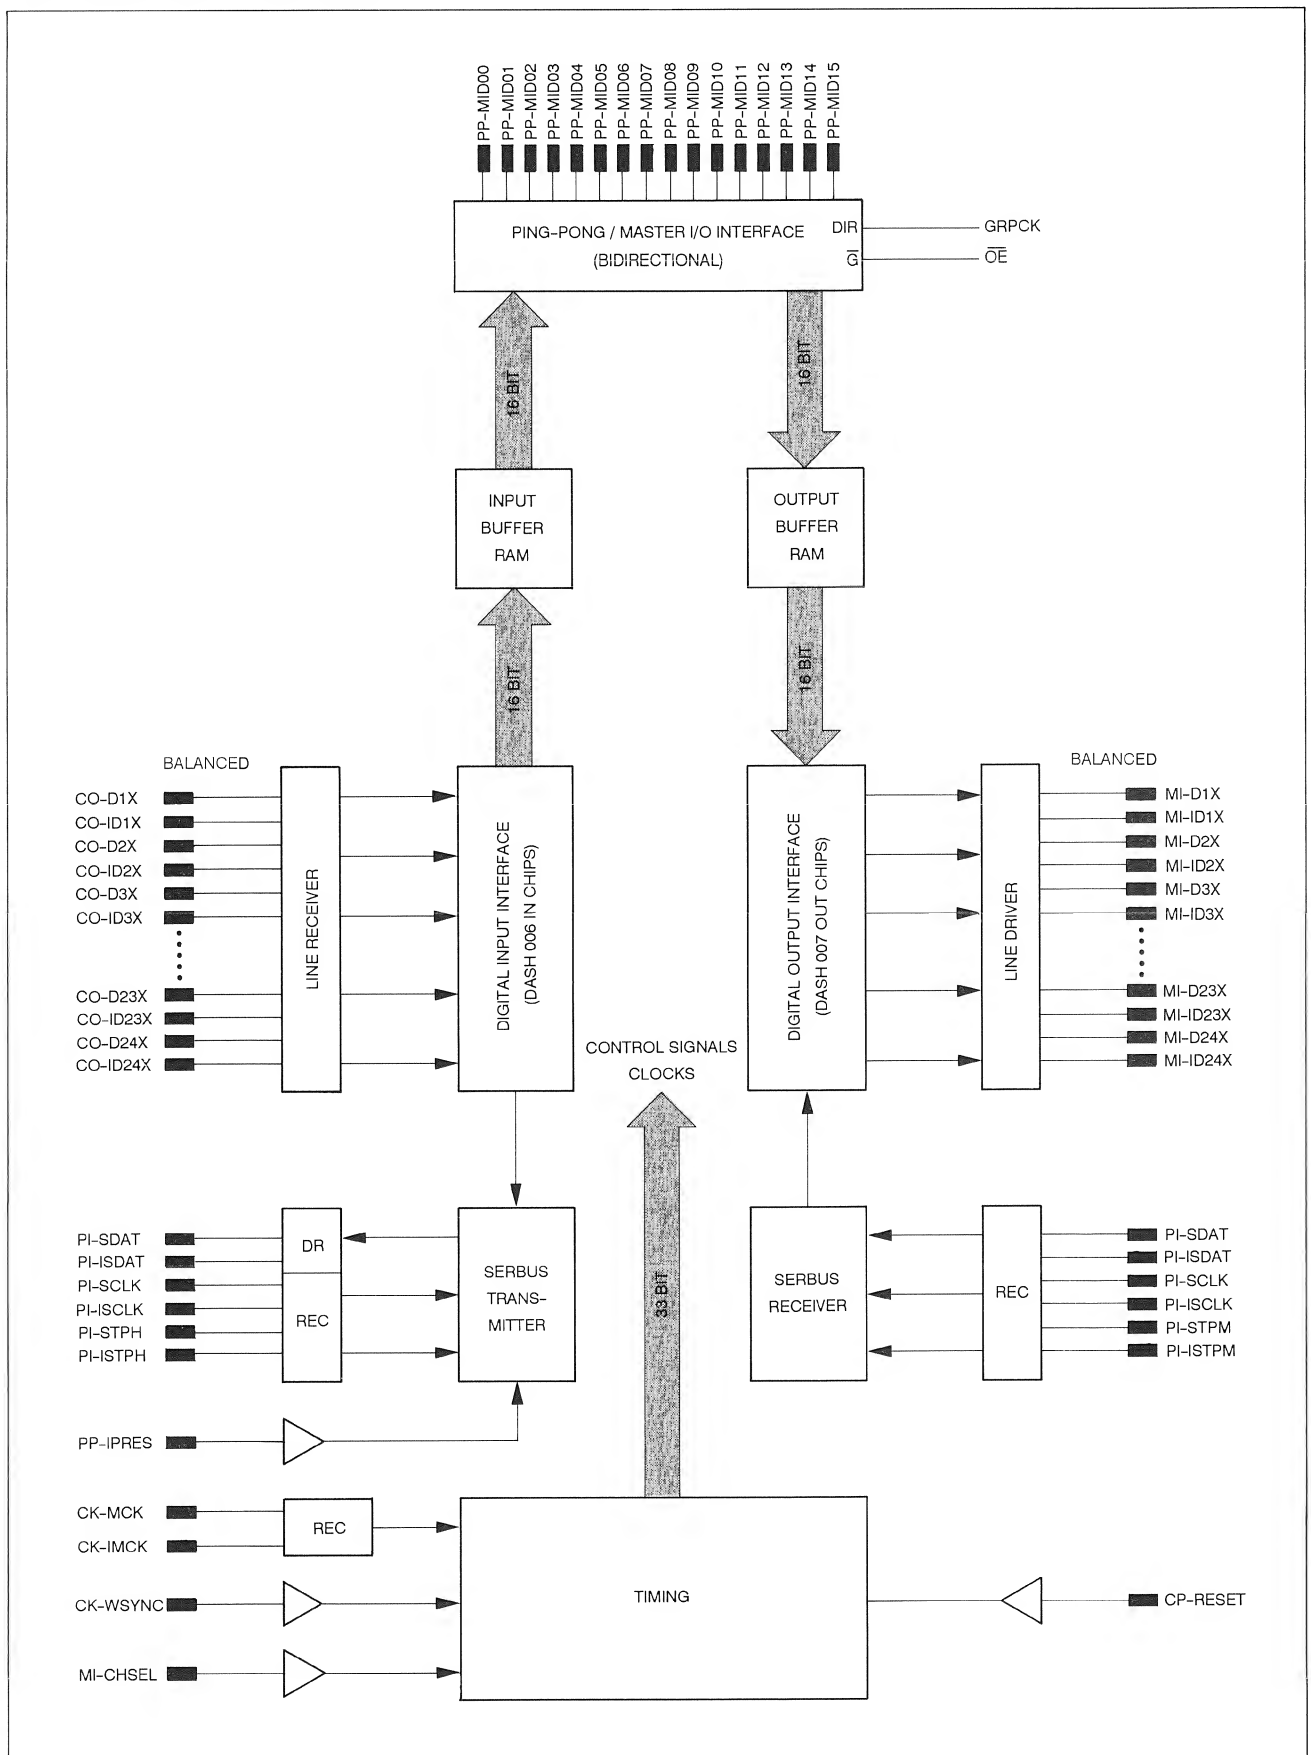 PP-MID00
PP-MID01
PP-MID02
PP-MID03
PP-MID04
PP-MID05
PP-MID06
PP-MID07
PP-MID08
PP-MID09
PP-MID10
PP-MID11
PP-MID12
PP-MID13
PP-MID14
PP-MID15
PING-PONG / MASTER I/O INTERFACE
(BIDIRECTIONAL)
DIR
G̅
GRPCK
O̅E̅
16 BIT
16 BIT
INPUT
BUFFER
RAM
OUTPUT
BUFFER
RAM
16 BIT
16 BIT
BALANCED
CO-D1X
CO-ID1X
CO-D2X
CO-ID2X
CO-D3X
CO-ID3X
CO-D23X
CO-ID23X
CO-D24X
CO-ID24X
LINE RECEIVER
DIGITAL INPUT INTERFACE
(DASH 006 IN CHIPS)
DIGITAL OUTPUT INTERFACE
(DASH 007 OUT CHIPS)
LINE DRIVER
BALANCED
MI-D1X
MI-ID1X
MI-D2X
MI-ID2X
MI-D3X
MI-ID3X
MI-D23X
MI-ID23X
MI-D24X
MI-ID24X
CONTROL SIGNALS
CLOCKS
33 BIT
PI-SDAT
PI-ISDAT
PI-SCLK
PI-ISCLK
PI-STPH
PI-ISTPH
DR
REC
SERBUS
TRANS-
MITTER
SERBUS
RECEIVER
REC
PI-SDAT
PI-ISDAT
PI-SCLK
PI-ISCLK
PI-STPM
PI-ISTPM
PP-IPRES
CK-MCK
CK-IMCK
REC
CK-WSYNC
MI-CHSEL
TIMING
CP-RESET